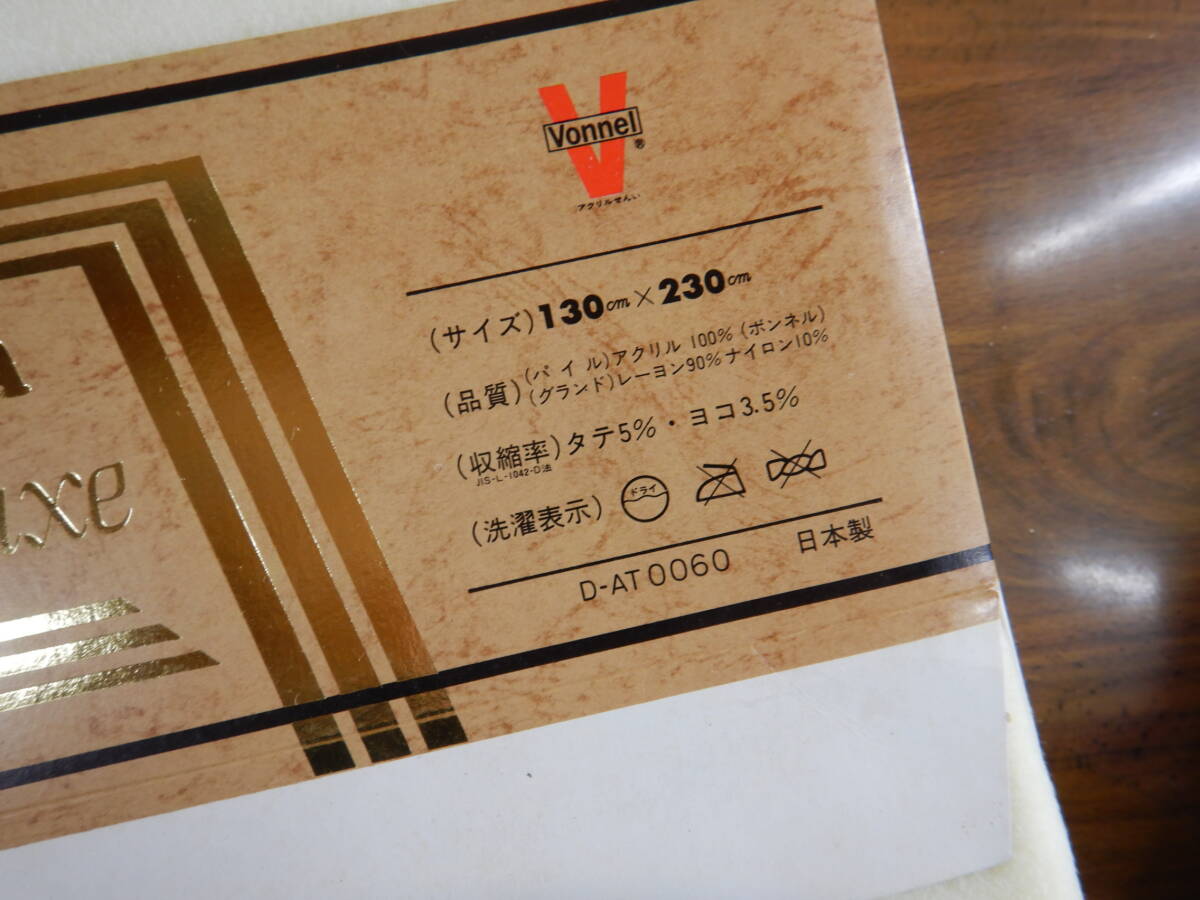 Vonnel®
アクリルせんい
(サイズ)130cm×230cm
(品質)(パイル)アクリル 100% (ボンネル)
(グランド)レーヨン90%ナイロン10%
(収縮率)タテ5%・ヨコ3.5%
JIS-L-1042-D法
(洗濯表示)
ドライ
D-AT0060 日本製